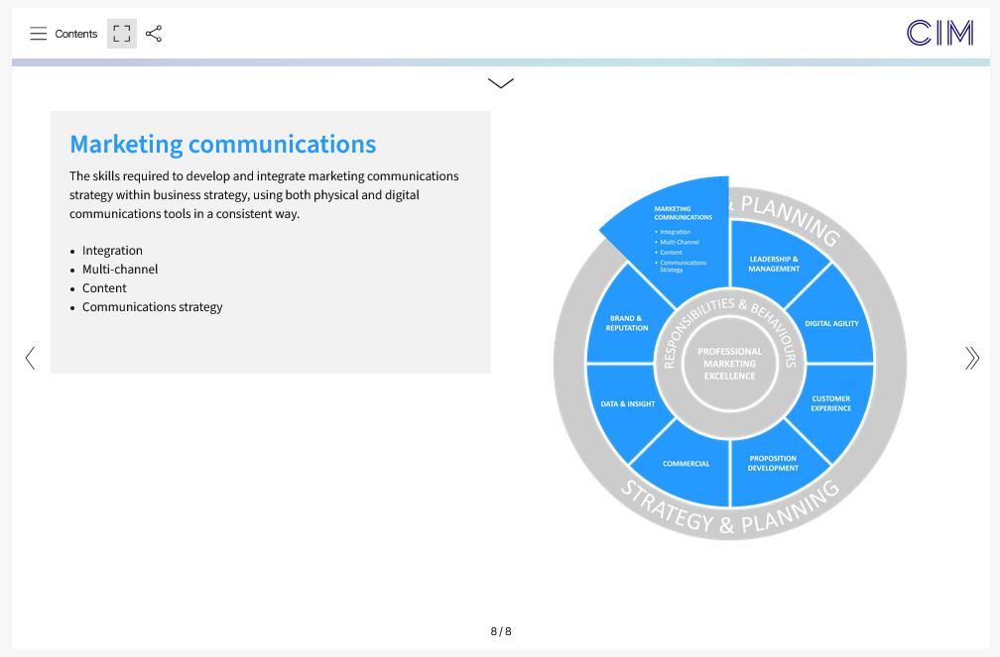 Contents
CIM
Marketing communications
The skills required to develop and integrate marketing communications
strategy within business strategy, using both physical and digital
communications tools in a consistent way.
• Integration
• Multi-channel
• Content
• Communications strategy
& PLANNING
MARKETING
COMMUNICATIONS
• Integration
• Multi-Channel
• Content
• Communications
Strategy
LEADERSHIP &
MANAGEMENT
DIGITAL AGILITY
CUSTOMER
EXPERIENCE
PROPOSITION
DEVELOPMENT
COMMERCIAL
DATA & INSIGHT
BRAND &
REPUTATION
RESPONSIBILITIES & BEHAVIOURS
PROFESSIONAL
MARKETING
EXCELLENCE
STRATEGY & PLANNING
8 / 8